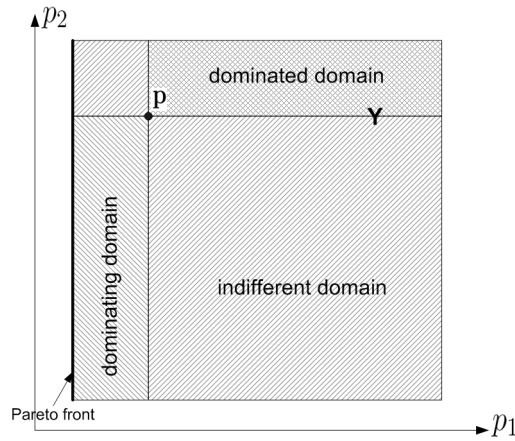 p₂
dominated domain
p
Y
dominating domain
indifferent domain
Pareto front
p₁